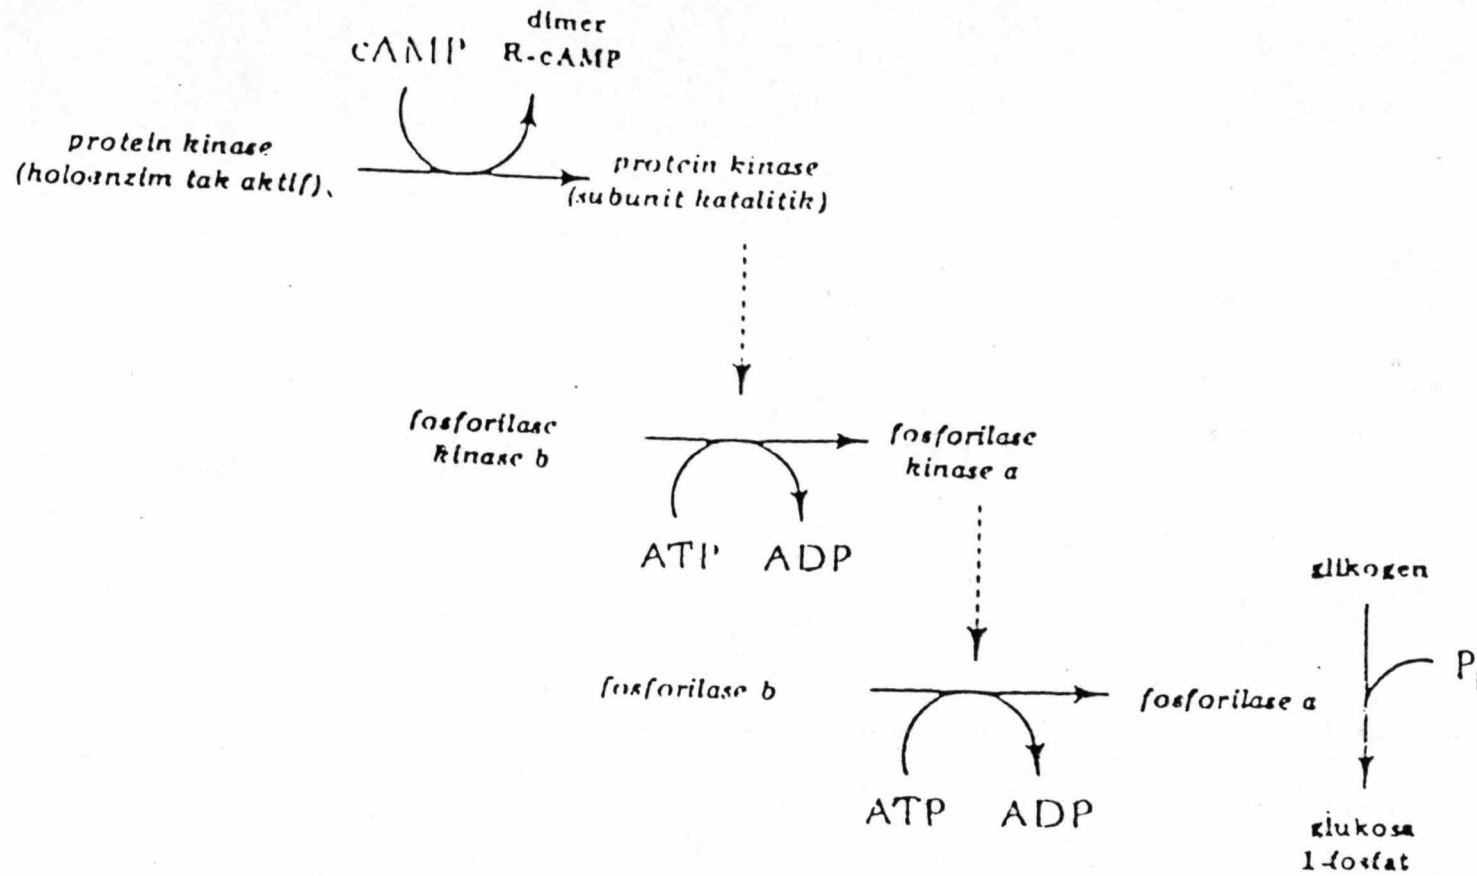 dimer
cAMP R-cAMP
protein kinase
(holoenzim tak aktif)
protein kinase
(subunit katalitik)
fosforilase
kinase b
fosforilase
kinase a
ATP ADP
glikogen
Pi
fosforilase b
fosforilase a
ATP ADP
glukosa
1-fosfat